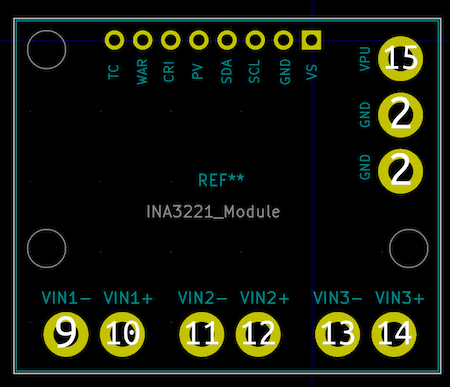 TC WAR CRI PV SDA SCL GND VS
VPU 15
GND 2
GND 2
REF**
INA3221_Module
VIN1- VIN1+ VIN2- VIN2+ VIN3- VIN3+
9 10 11 12 13 14